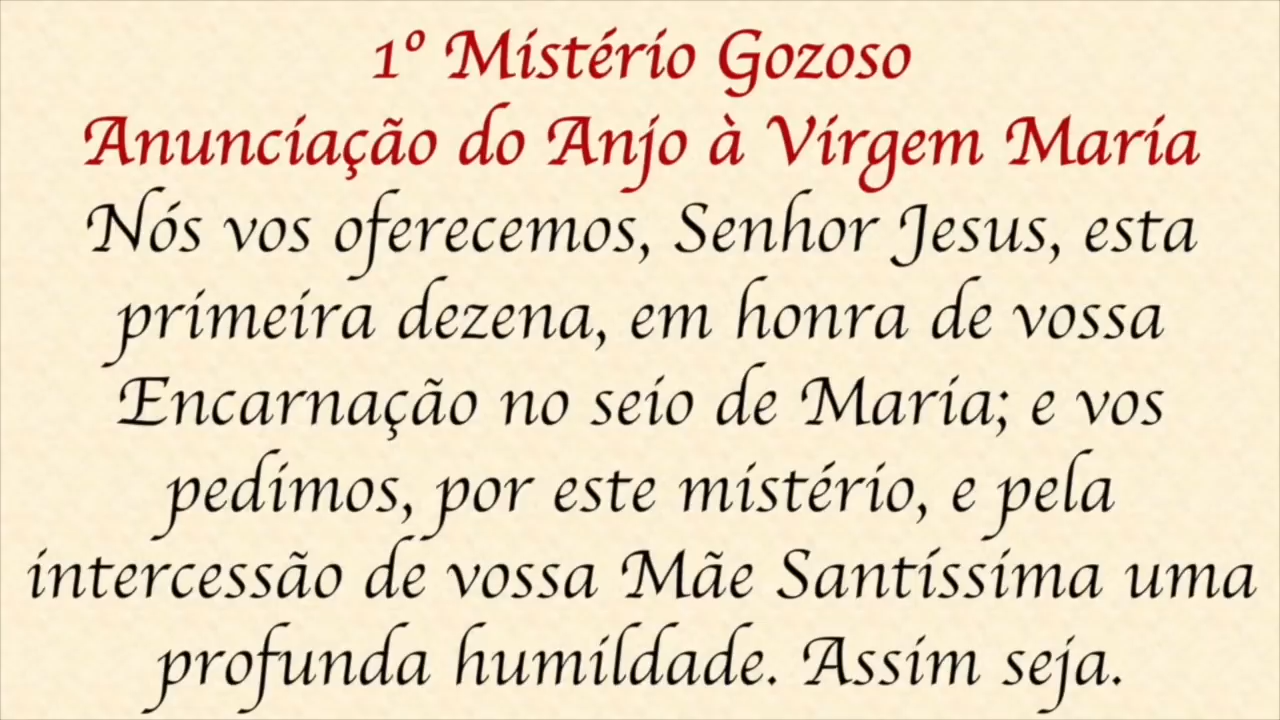 1º Mistério Gozoso
Anunciação do Anjo à Virgem Maria
Nós vos oferecemos, Senhor Jesus, esta
primeira dezena, em honra de vossa
Encarnação no seio de Maria; e vos
pedimos, por este mistério, e pela
intercessão de vossa Mãe Santíssima uma
profunda humildade. Assim seja.